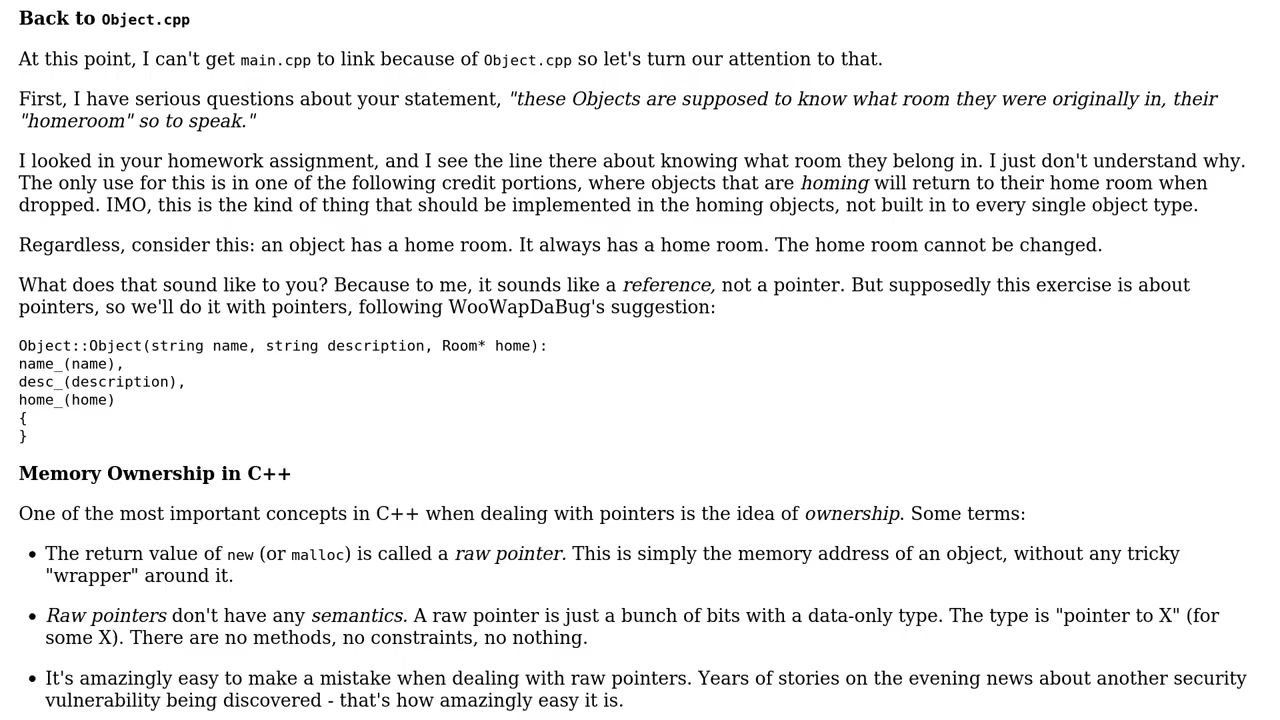 Back to Object.cpp
At this point, I can't get main.cpp to link because of Object.cpp so let's turn our attention to that.
First, I have serious questions about your statement, "these Objects are supposed to know what room they were originally in, their
"homeroom" so to speak."
I looked in your homework assignment, and I see the line there about knowing what room they belong in. I just don't understand why.
The only use for this is in one of the following credit portions, where objects that are homing will return to their home room when
dropped. IMO, this is the kind of thing that should be implemented in the homing objects, not built in to every single object type.
Regardless, consider this: an object has a home room. It always has a home room. The home room cannot be changed.
What does that sound like to you? Because to me, it sounds like a reference, not a pointer. But supposedly this exercise is about
pointers, so we'll do it with pointers, following WooWapDaBug's suggestion:
Object::Object(string name, string description, Room* home):
name_(name),
desc_(description),
home_(home)
{
}
Memory Ownership in C++
One of the most important concepts in C++ when dealing with pointers is the idea of ownership. Some terms:
• The return value of new (or malloc) is called a raw pointer. This is simply the memory address of an object, without any tricky
"wrapper" around it.
• Raw pointers don't have any semantics. A raw pointer is just a bunch of bits with a data-only type. The type is "pointer to X" (for
some X). There are no methods, no constraints, no nothing.
• It's amazingly easy to make a mistake when dealing with raw pointers. Years of stories on the evening news about another security
vulnerability being discovered - that's how amazingly easy it is.